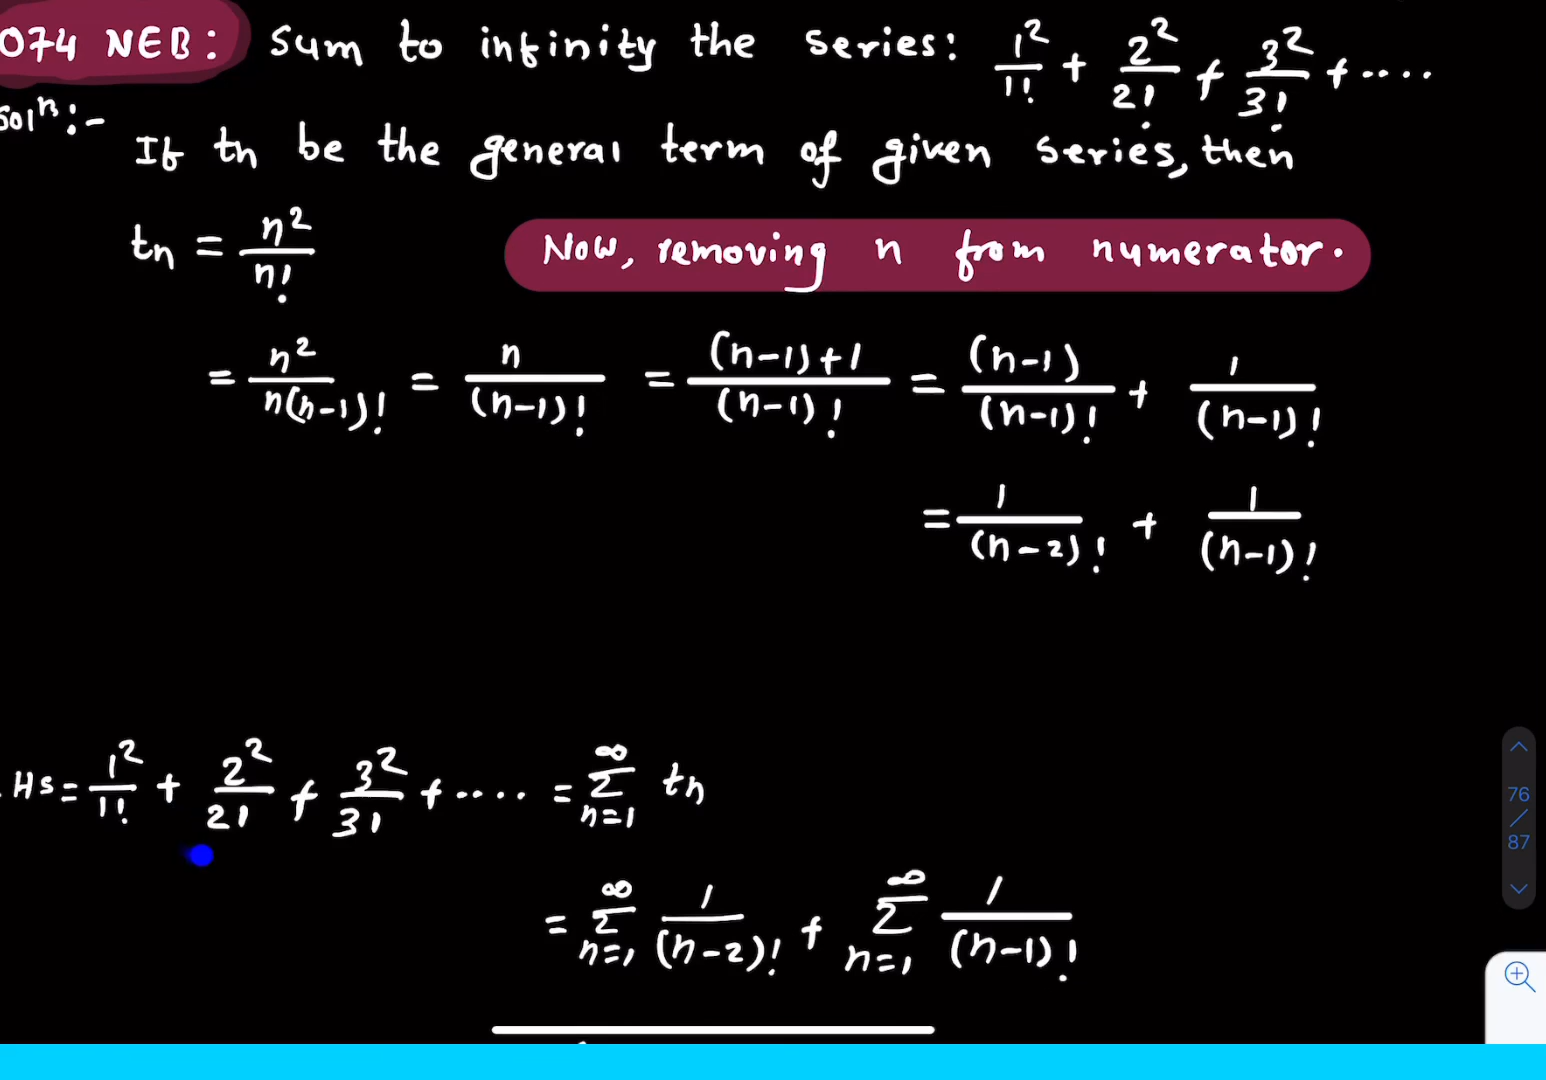 074 NEB: Sum to infinity the series: 1²/1! + 2²/2! + 3²/3! + ....
Solⁿ:-
If tn be the general term of given series, then
tn = n²/n!
Now, removing n from numerator.
= n²/n(n-1)! = n/(n-1)! = (n-1)+1/(n-1)! = (n-1)/(n-1)! + 1/(n-1)!
= 1/(n-2)! + 1/(n-1)!
HS = 1²/1! + 2²/2! + 3²/3! + .... = ∞Σn=1 tn
= ∞Σn=1 1/(n-2)! + ∞Σn=1 1/(n-1)!
76
/
87